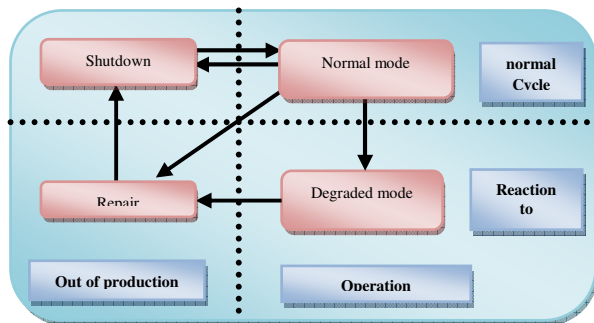 Shutdown
Normal mode
normal
Cycle
Repair
Degraded mode
Reaction
to
Out of production
Operation